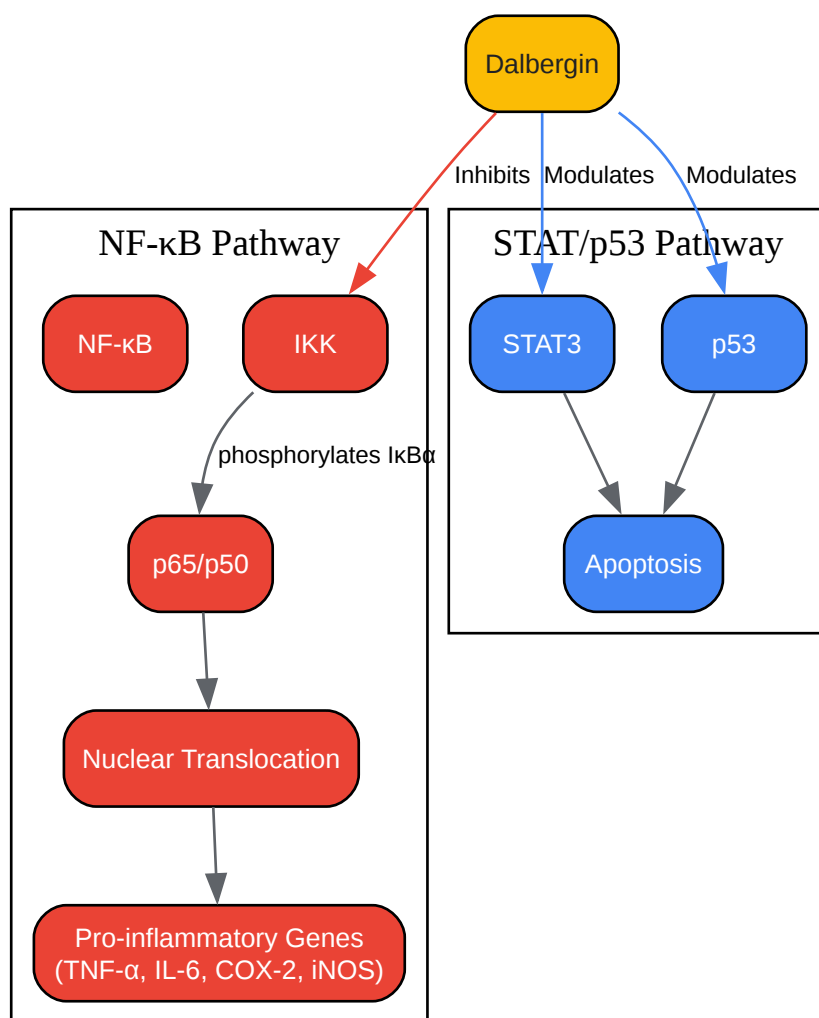 Dalbergin
Inhibits
Modulates
Modulates
NF-κB Pathway
STAT/p53 Pathway
NF-κB
IKK
STAT3
p53
phosphorylates IκBα
p65/p50
Apoptosis
Nuclear Translocation
Pro-inflammatory Genes
(TNF-α, IL-6, COX-2, iNOS)